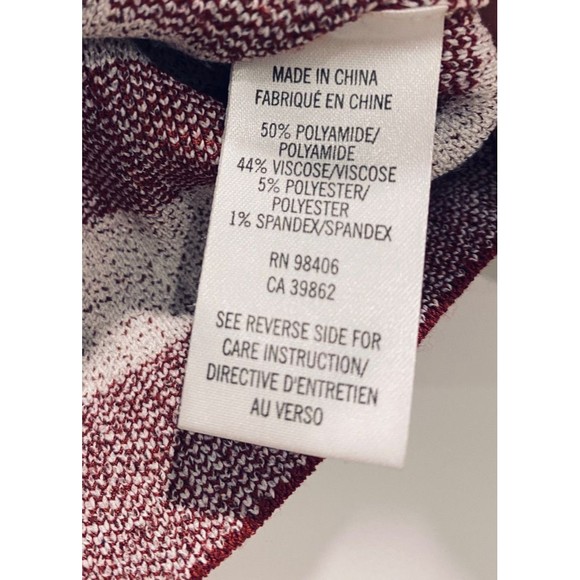 MADE IN CHINA
FABRIQUÉ EN CHINE
50% POLYAMIDE/
POLYAMIDE
44% VISCOSE/VISCOSE
5% POLYESTER/
POLYESTER
1% SPANDEX/SPANDEX
RN 98406
CA 39862
SEE REVERSE SIDE FOR
CARE INSTRUCTION/
DIRECTIVE D'ENTRETIEN
AU VERSO